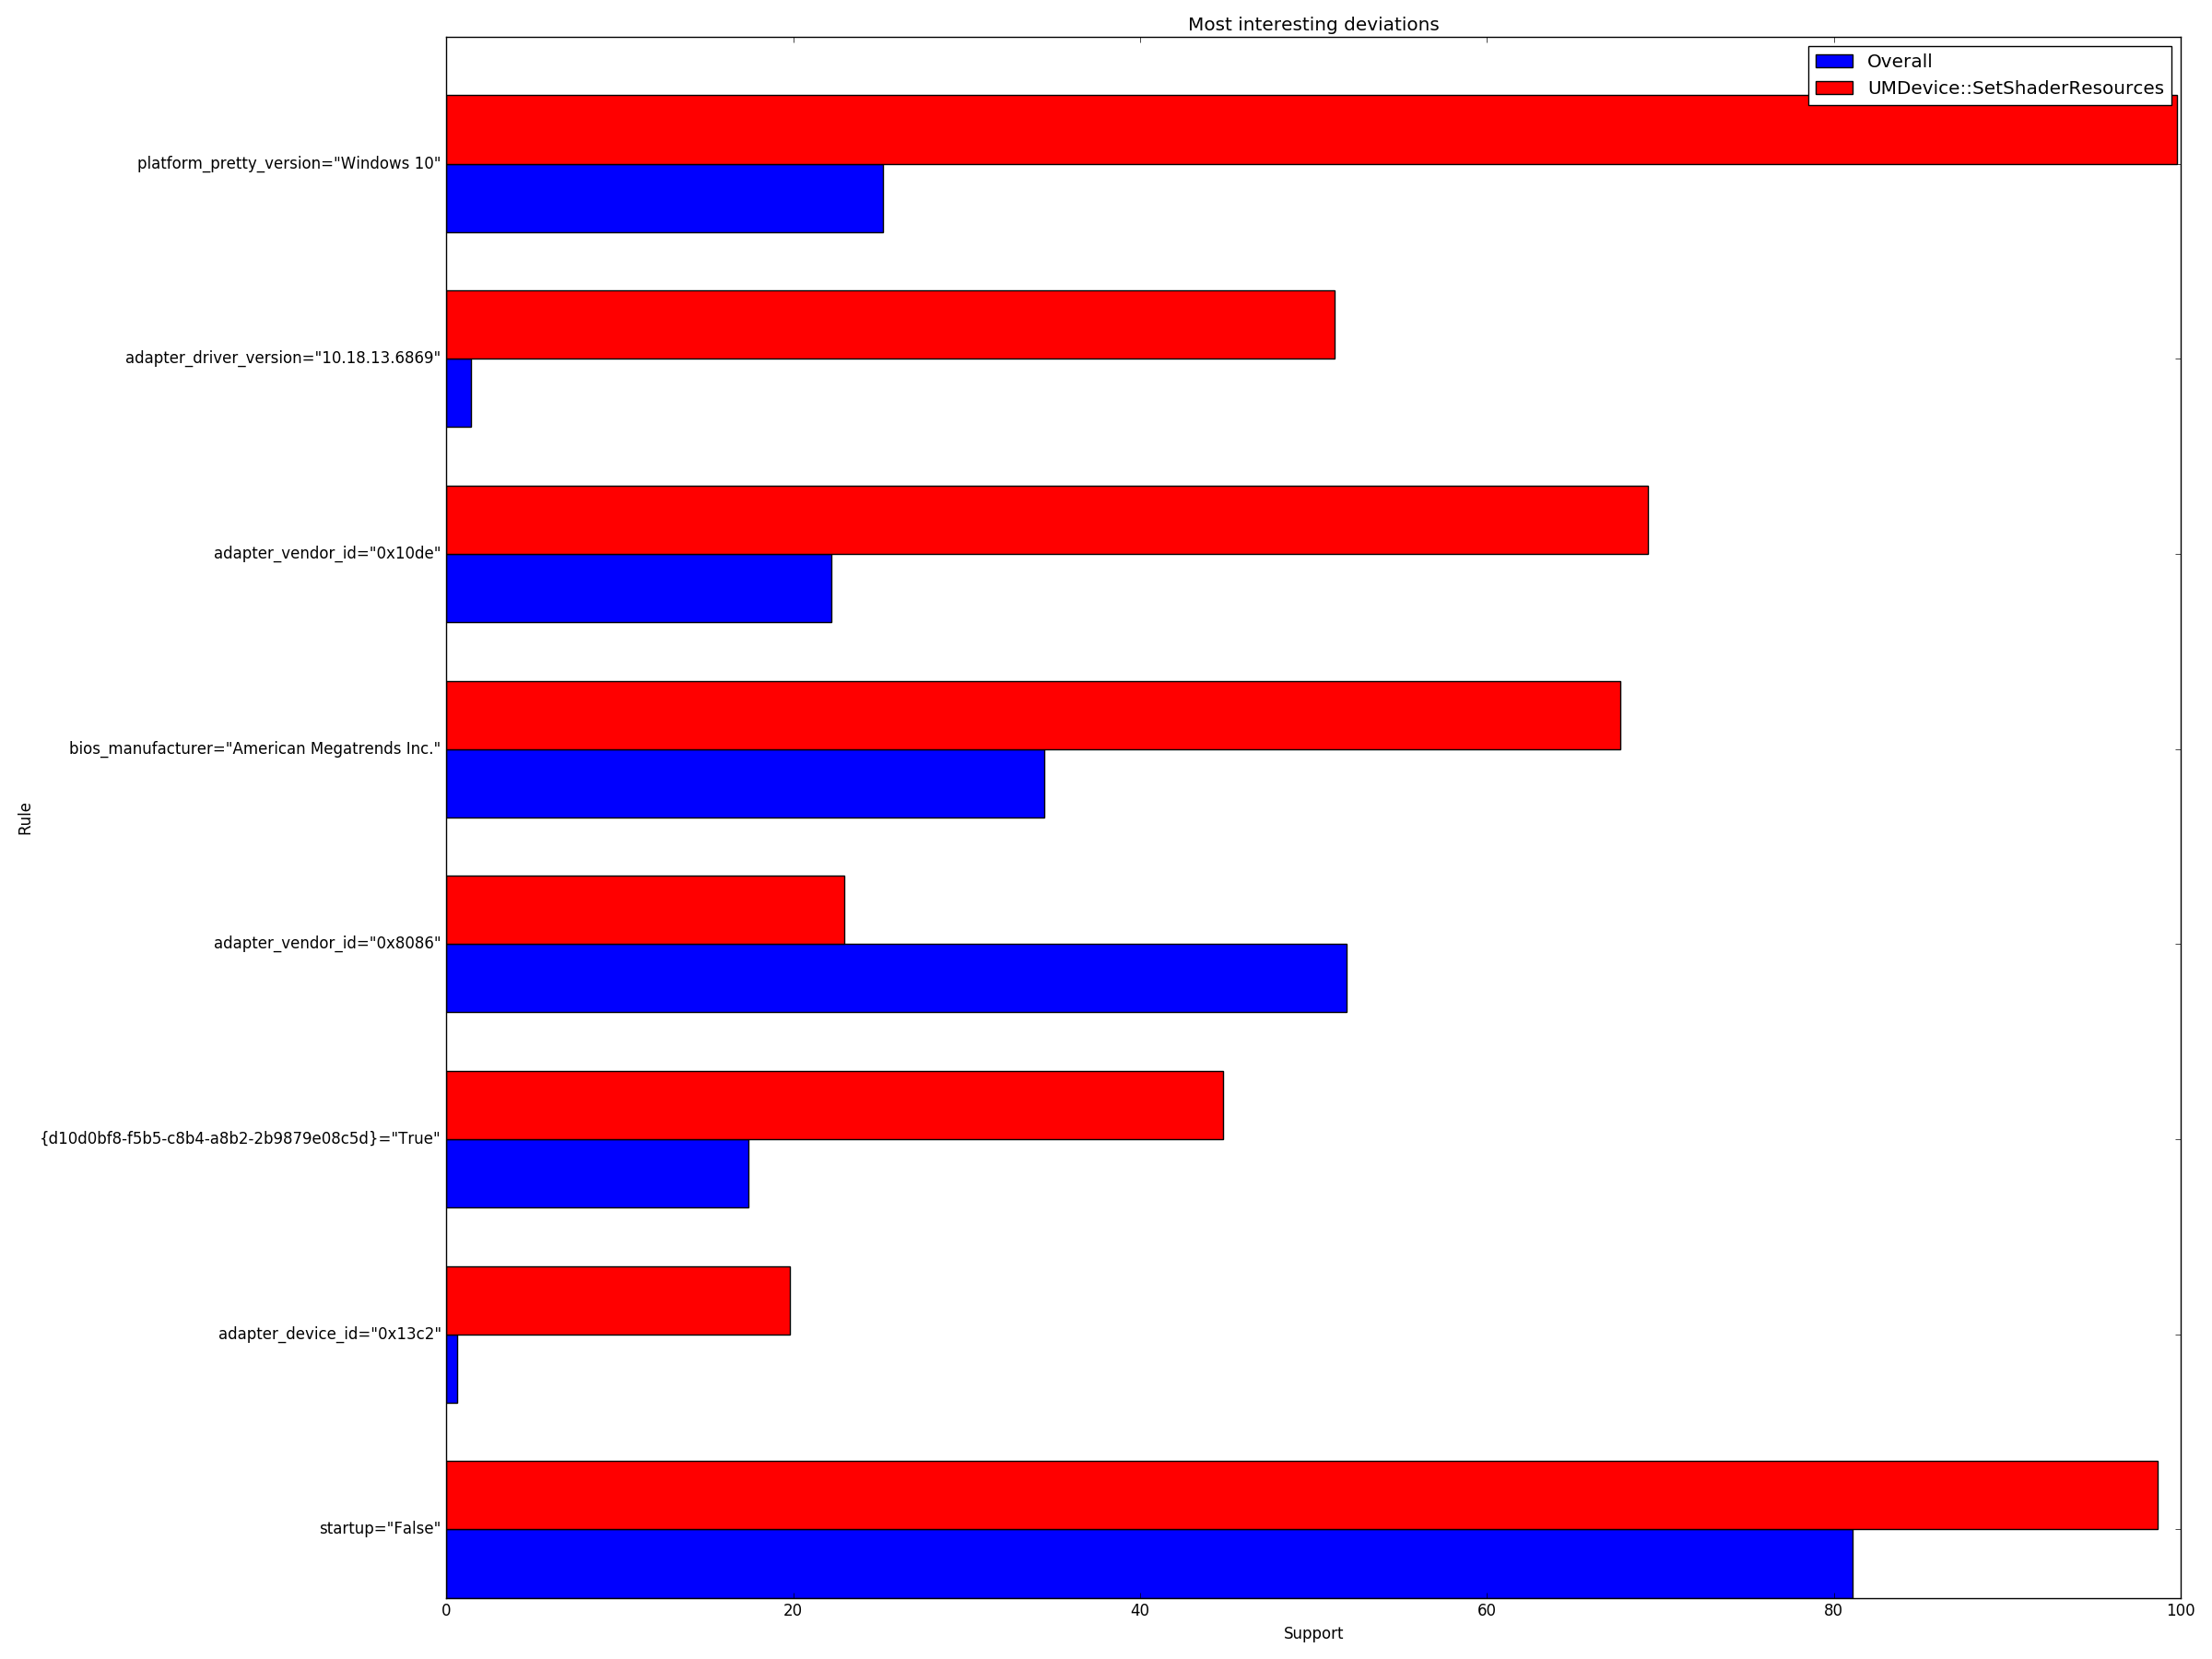 Most interesting deviations
Overall
UMDevice::SetShaderResources
platform_pretty_version="Windows 10"
adapter_driver_version="10.18.13.6869"
adapter_vendor_id="0x10de"
bios_manufacturer="American Megatrends Inc."
Rule
adapter_vendor_id="0x8086"
{d10d0bf8-f5b5-c8b4-a8b2-2b9879e08c5d}="True"
adapter_device_id="0x13c2"
startup="False"
0 20 40 60 80 100
Support